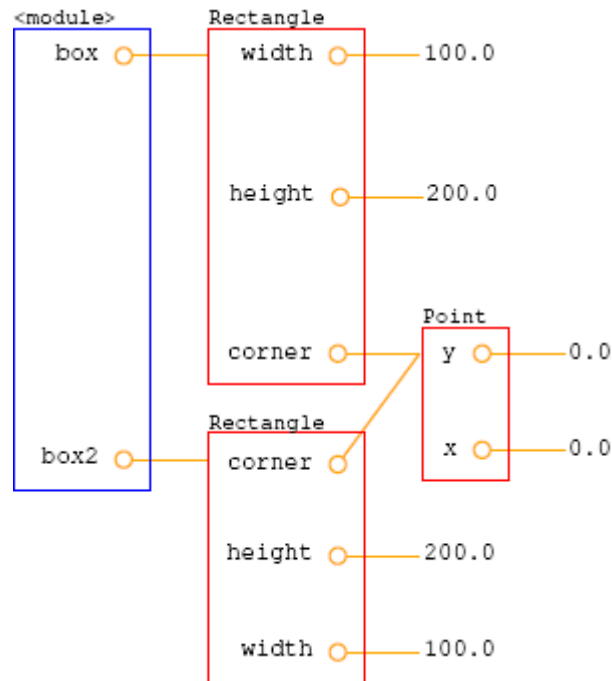 <module>
Rectangle
box
width
100.0
height
200.0
Point
corner
y
0.0
Rectangle
box2
corner
x
0.0
height
200.0
width
100.0